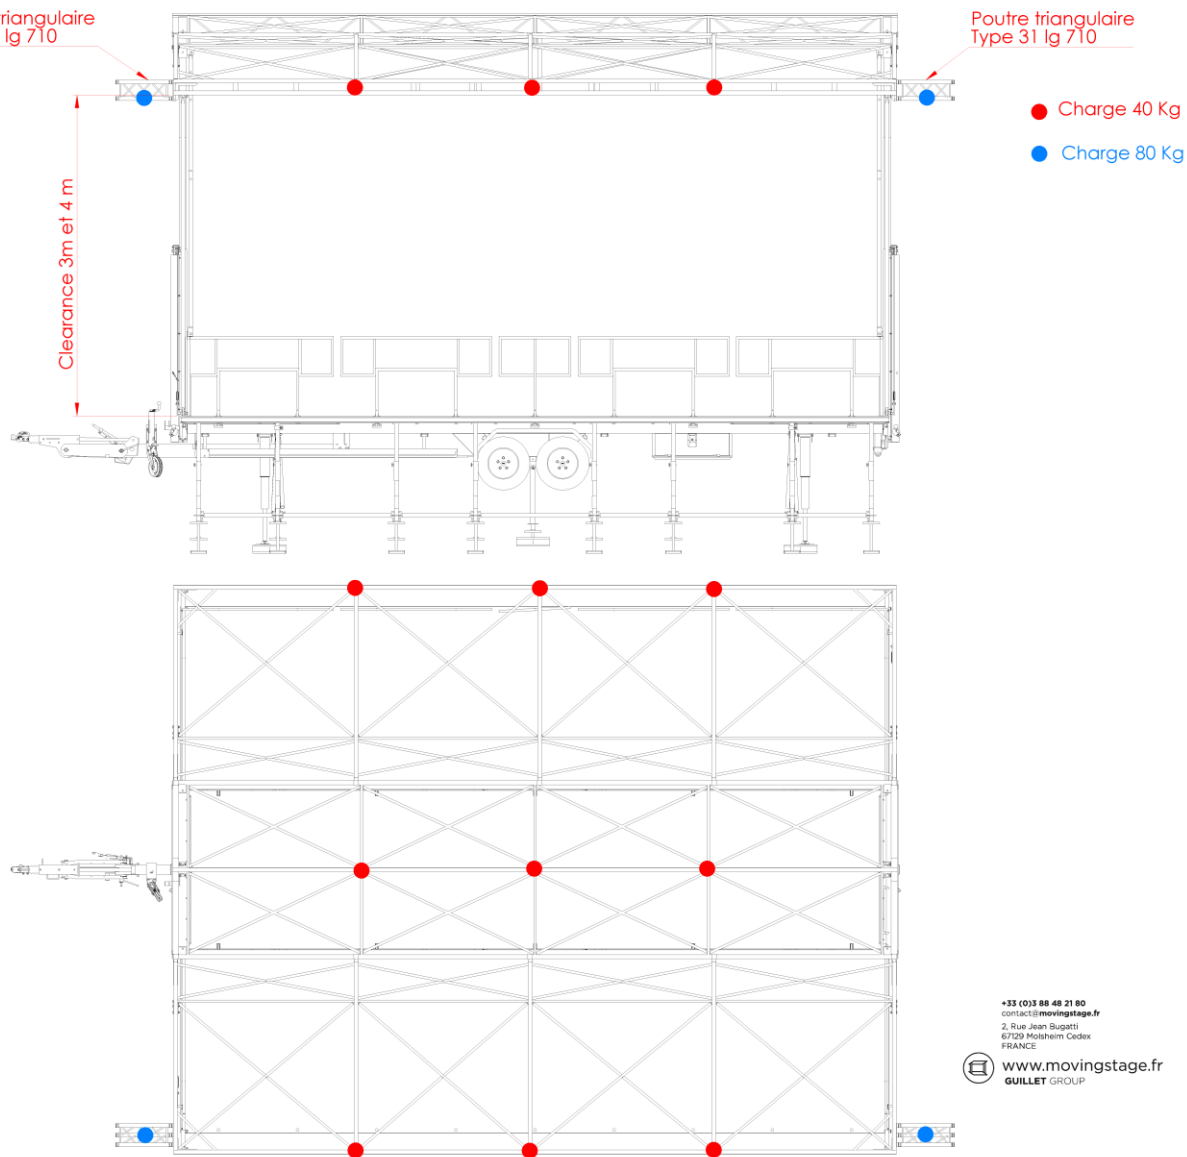 riangulaire
lg 710
Poutre triangulaire
Type 31 lg 710
Charge 40 Kg
Charge 80 Kg
Clearance 3m et 4 m
+33 (0)3 88 48 21 80
contact@movingstage.fr
2, Rue Jean Bugatti
67129 Molsheim Cedex
FRANCE
www.movingstage.fr
GUILLET GROUP